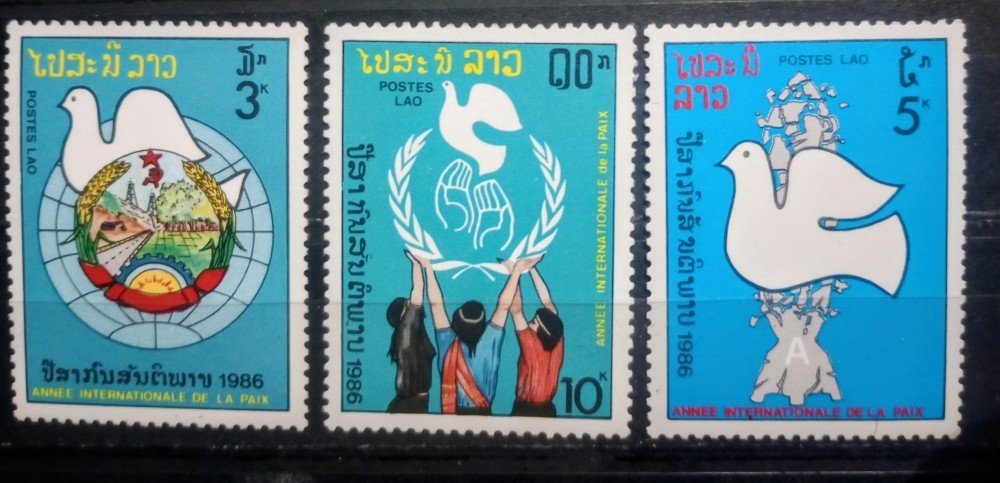 ໄປສະນີ ລາວ
໓ກ
3K
POSTES LAO
ປີສາກົນສັນຕິພາບ 1986
ANNEE INTERNATIONALE DE LA PAIX
ໄປສະນີ ລາວ
໑໐ກ
POSTES
LAO
ປີສາກົນສັນຕິພາບ 1986
ANNEE INTERNATIONALE de la PAIX
10K
ໄປສະນີ
ລາວ
POSTES LAO
໕ກ
5K
ປີສາກົນສັນຕິພາບ 1986
A
ANNEE INTERNATIONALE DE LA PAIX